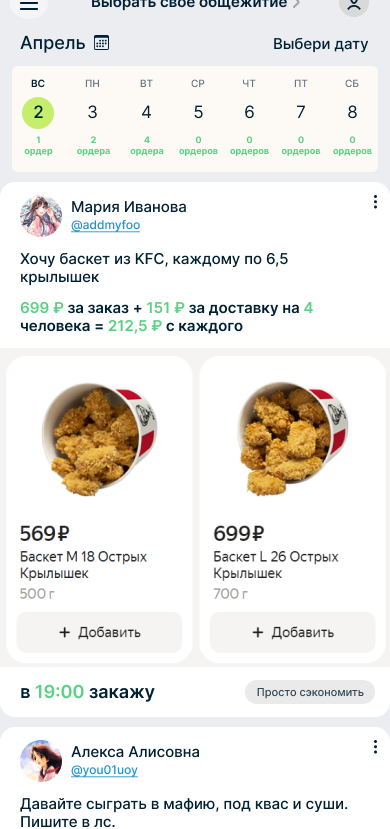 Выбрать свое общежитие
Апрель
Выбери дату
ВС ПН ВТ СР ЧТ ПТ СБ
2 3 4 5 6 7 8
1 2 4 0 0 0 0
ордер ордера ордера ордеров ордеров ордеров ордеров
Мария Иванова
@addmyfoo
Хочу баскет из KFC, каждому по 6,5
крылышек
699 ₽ за заказ + 151 ₽ за доставку на 4
человека = 212,5 ₽ с каждого
569 ₽
Баскет М 18 Острых
Крылышек
500 г
+ Добавить
699 ₽
Баскет L 26 Острых
Крылышек
700 г
+ Добавить
в 19:00 закажу
Просто сэкономить
Алекса Алисовна
@you01uoy
Давайте сыграть в мафию, под квас и суши.
Пишите в лс.